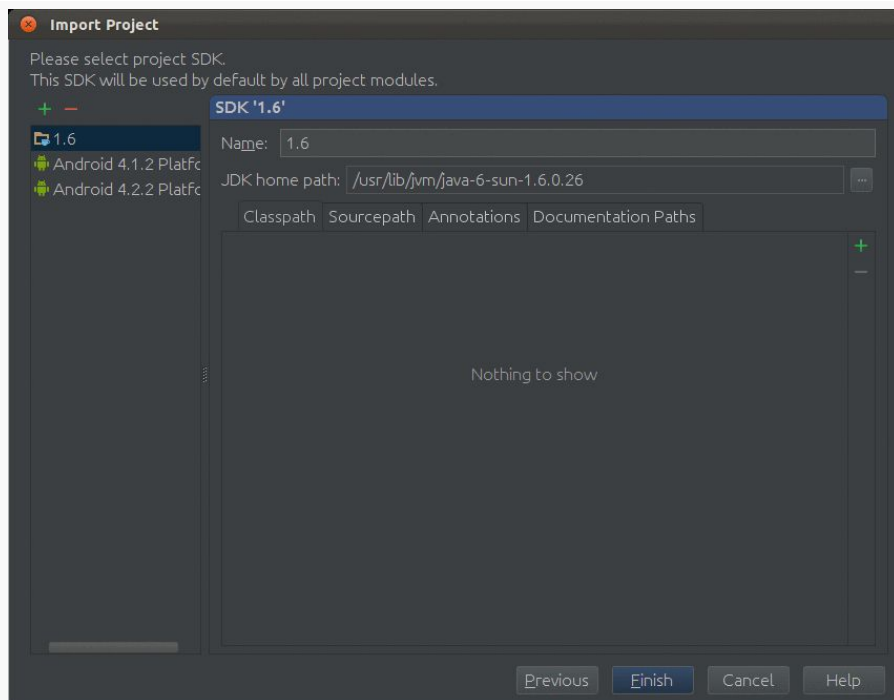 Import Project
Please select project SDK.
This SDK will be used by default by all project modules.
SDK '1.6'
1.6
Android 4.1.2 Platfo
Android 4.2.2 Platfo
Name: 1.6
JDK home path: /usr/lib/jvm/java-6-sun-1.6.0.26
Classpath Sourcepath Annotations Documentation Paths
Nothing to show
Previous Finish Cancel Help